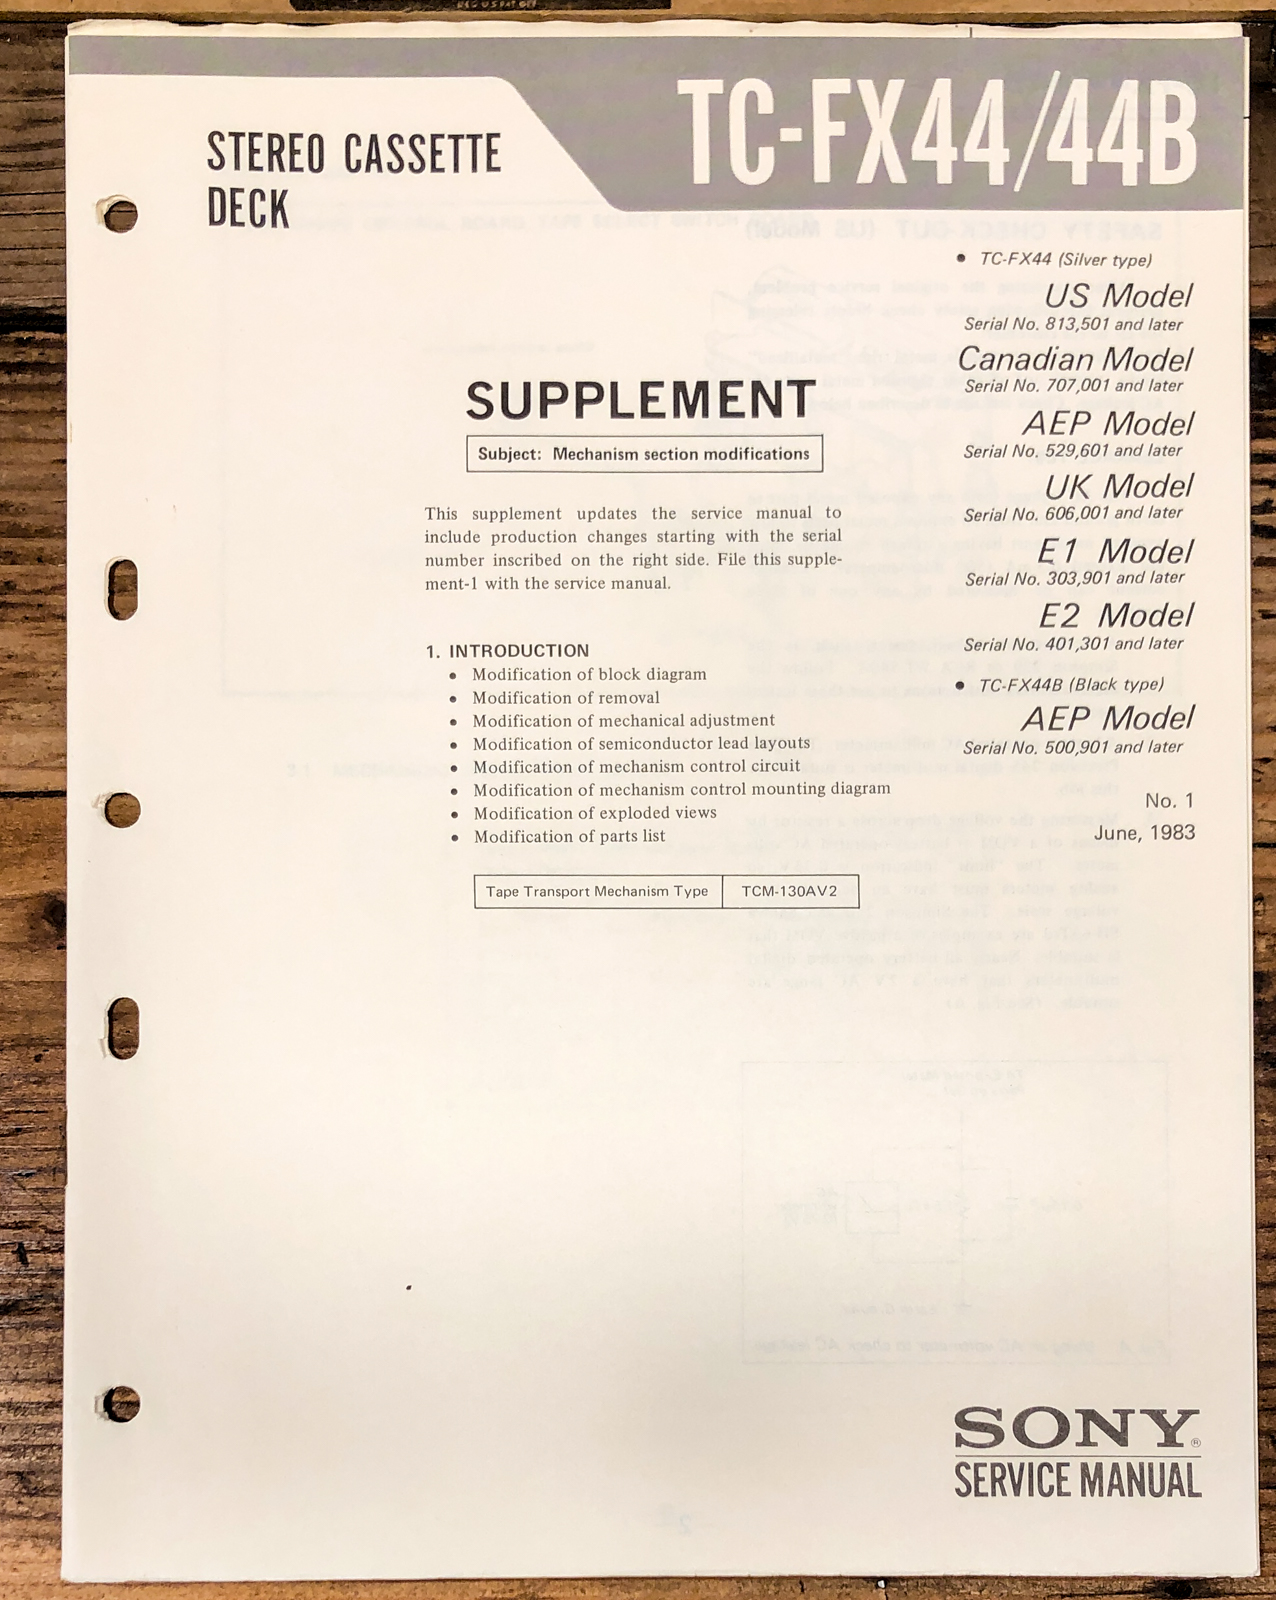 TC-FX44/44B
STEREO CASSETTE
DECK
• TC-FX44 (Silver type)
US Model
Serial No. 813,501 and later
Canadian Model
Serial No. 707,001 and later
AEP Model
Serial No. 529,601 and later
UK Model
Serial No. 606,001 and later
E1 Model
Serial No. 303,901 and later
E2 Model
Serial No. 401,301 and later
• TC-FX44B (Black type)
AEP Model
Serial No. 500,901 and later
No. 1
June, 1983
SUPPLEMENT
Subject: Mechanism section modifications
This supplement updates the service manual to
include production changes starting with the serial
number inscribed on the right side. File this supple-
ment-1 with the service manual.
1. INTRODUCTION
• Modification of block diagram
• Modification of removal
• Modification of mechanical adjustment
• Modification of semiconductor lead layouts
• Modification of mechanism control circuit
• Modification of mechanism control mounting diagram
• Modification of exploded views
• Modification of parts list
Tape Transport Mechanism Type TCM-130AV2
SONY®
SERVICE MANUAL